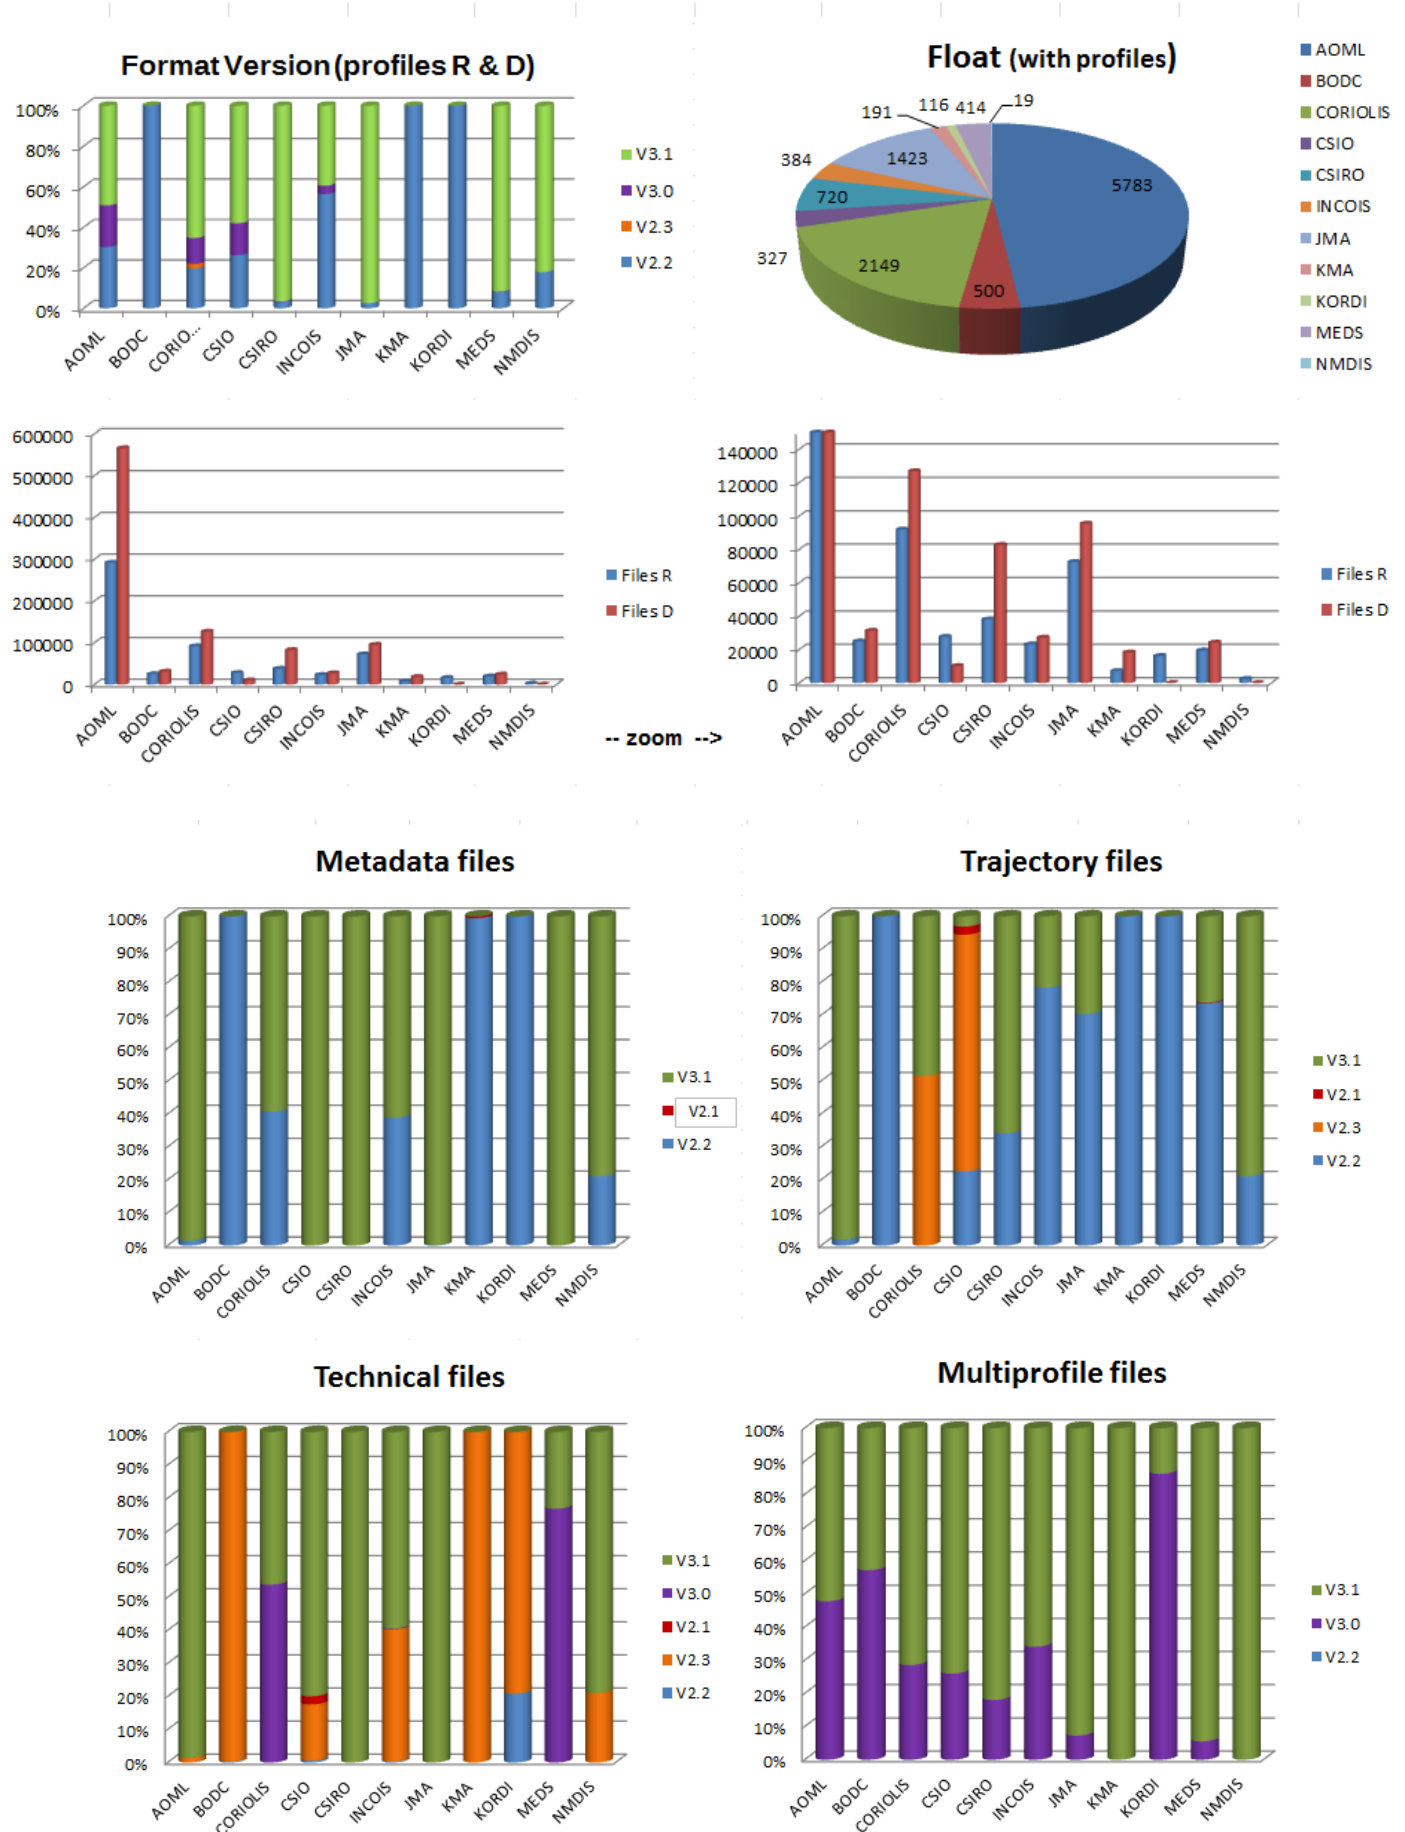 Format Version (profiles R & D)
100%
80%
60%
40%
20%
0%
AOML
BODC
CORIO...
CSIO
CSIRO
INCOIS
JMA
KMA
KORDI
MEDS
NMDIS
V3.1
V3.0
V2.3
V2.2
Float (with profiles)
191
116
414
19
384
1423
5783
720
327
2149
500
AOML
BODC
CORIOLIS
CSIO
CSIRO
INCOIS
JMA
KMA
KORDI
MEDS
NMDIS
600000
500000
400000
300000
200000
100000
0
AOML
BODC
CORIOLIS
CSIO
CSIRO
INCOIS
JMA
KMA
KORDI
MEDS
NMDIS
Files R
Files D
-- zoom -->
140000
120000
100000
80000
60000
40000
20000
0
AOML
BODC
CORIOLIS
CSIO
CSIRO
INCOIS
JMA
KMA
KORDI
MEDS
NMDIS
Files R
Files D
Metadata files
100%
90%
80%
70%
60%
50%
40%
30%
20%
10%
0%
AOML
BODC
CORIOLIS
CSIO
CSIRO
INCOIS
JMA
KMA
KORDI
MEDS
NMDIS
V3.1
V2.1
V2.2
Trajectory files
100%
90%
80%
70%
60%
50%
40%
30%
20%
10%
0%
AOML
BODC
CORIOLIS
CSIO
CSIRO
INCOIS
JMA
KMA
KORDI
MEDS
NMDIS
V3.1
V2.1
V2.3
V2.2
Technical files
100%
90%
80%
70%
60%
50%
40%
30%
20%
10%
0%
AOML
BODC
CORIOLIS
CSIO
CSIRO
INCOIS
JMA
KMA
KORDI
MEDS
NMDIS
V3.1
V3.0
V2.1
V2.3
V2.2
Multiprofile files
100%
90%
80%
70%
60%
50%
40%
30%
20%
10%
0%
AOML
BODC
CORIOLIS
CSIO
CSIRO
INCOIS
JMA
KMA
KORDI
MEDS
NMDIS
V3.1
V3.0
V2.2